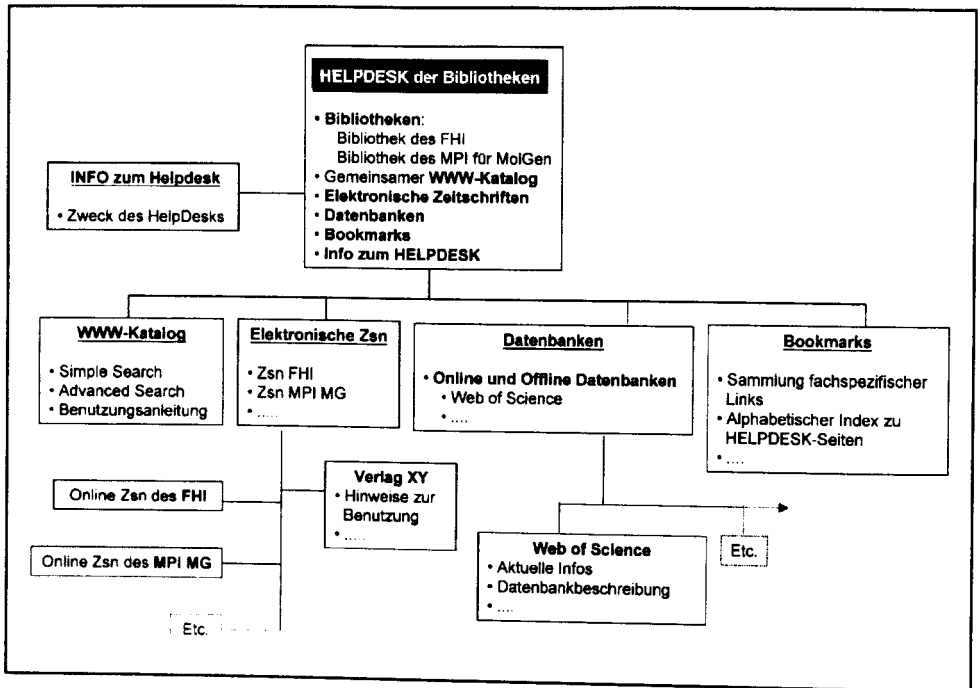 HELPDESK der Bibliotheken
• Bibliotheken:
Bibliothek des FHI
Bibliothek des MPI für MolGen
• Gemeinsamer WWW-Katalog
• Elektronische Zeitschriften
• Datenbanken
• Bookmarks
• Info zum HELPDESK
INFO zum Helpdesk
• Zweck des HelpDesks
WWW-Katalog
• Simple Search
• Advanced Search
• Benutzungsanleitung
Elektronische Zsn
• Zsn FHI
• Zsn MPI MG
• .....
Datenbanken
• Online und Offline Datenbanken
• Web of Science
• ....
Bookmarks
• Sammlung fachspezifischer
Links
• Alphabetischer Index zu
HELPDESK-Seiten
• ....
Online Zsn des FHI
Online Zsn des MPI MG
Etc.
Verlag XY
• Hinweise zur
Benutzung
• .....
Web of Science
• Aktuelle Infos
• Datenbankbeschreibung
• ....
Etc.